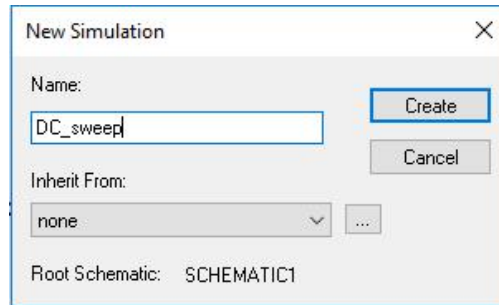 New Simulation
Name:
Create
DC_sweep
Cancel
Inherit From:
none
...
Root Schematic: SCHEMATIC1